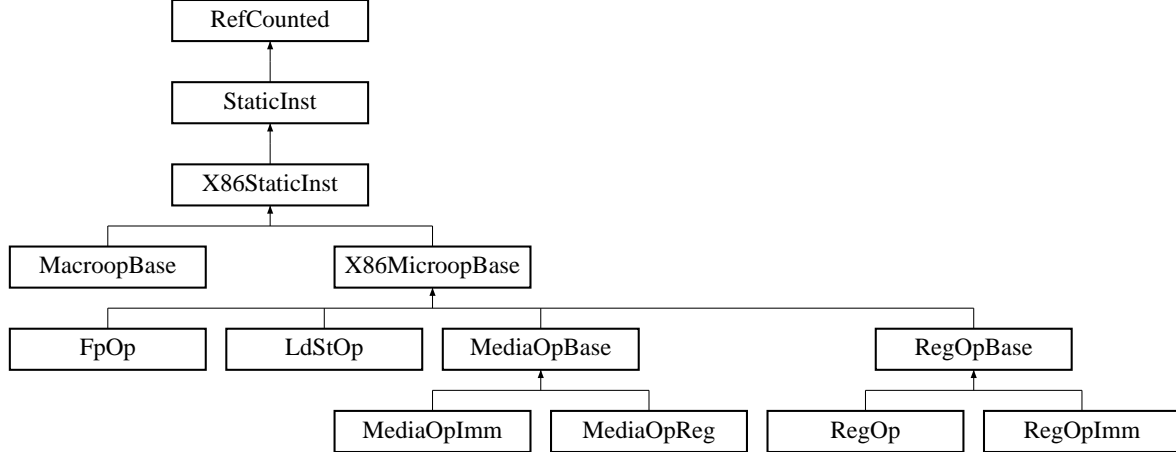 RefCounted
StaticInst
X86StaticInst
MacroopBase
X86MicroopBase
FpOp
LdStOp
MediaOpBase
RegOpBase
MediaOpImm
MediaOpReg
RegOp
RegOpImm